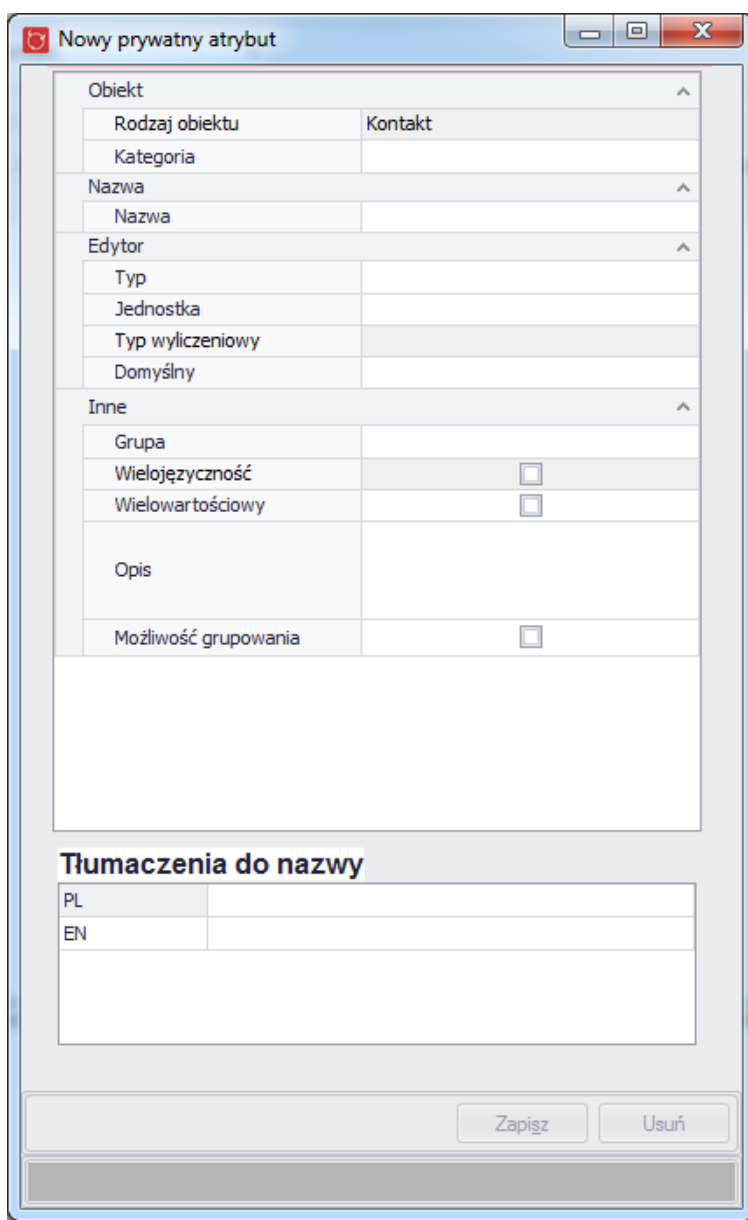 Nowy prywatny atrybut
Obiekt
Rodzaj obiektu Kontakt
Kategoria
Nazwa
Nazwa
Edytor
Typ
Jednostka
Typ wyliczeniowy
Domyślny
Inne
Grupa
Wielojęzyczność
Wielowartościowy
Opis
Możliwość grupowania
Tłumaczenia do nazwy
PL
EN
Zapisz Usuń